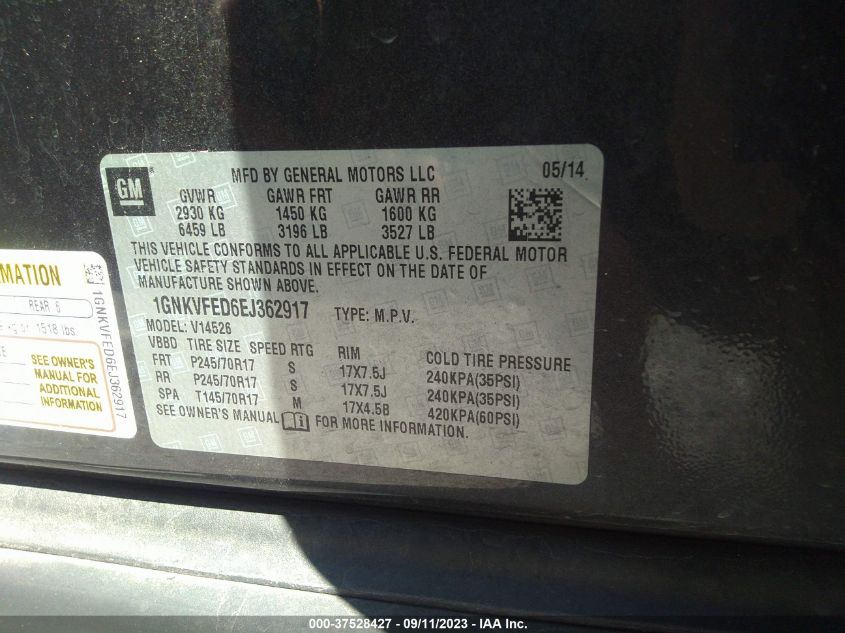 GM
MFD BY GENERAL MOTORS LLC 05/14
GVWR GAWR FRT GAWR RR
2930 KG 1450 KG 1600 KG
6459 LB 3196 LB 3527 LB
THIS VEHICLE CONFORMS TO ALL APPLICABLE U.S. FEDERAL MOTOR
VEHICLE SAFETY STANDARDS IN EFFECT ON THE DATE OF
MANUFACTURE SHOWN ABOVE.
1GNKVFED6EJ362917 TYPE: M.P.V.
MODEL: V14526
VBBD TIRE SIZE SPEED RTG RIM COLD TIRE PRESSURE
FRT P245/70R17 S 17X7.5J 240KPA(35PSI)
RR P245/70R17 S 17X7.5J 240KPA(35PSI)
SPA T145/70R17 M 17X4.5B 420KPA(60PSI)
SEE OWNER'S MANUAL FOR MORE INFORMATION.
RMATION
REAR 6
kg or 1518 lbs.
SEE OWNER'S
MANUAL FOR
ADDITIONAL
INFORMATION
1GNKVFED6EJ362917
000-37528427 - 09/11/2023 - IAA Inc.